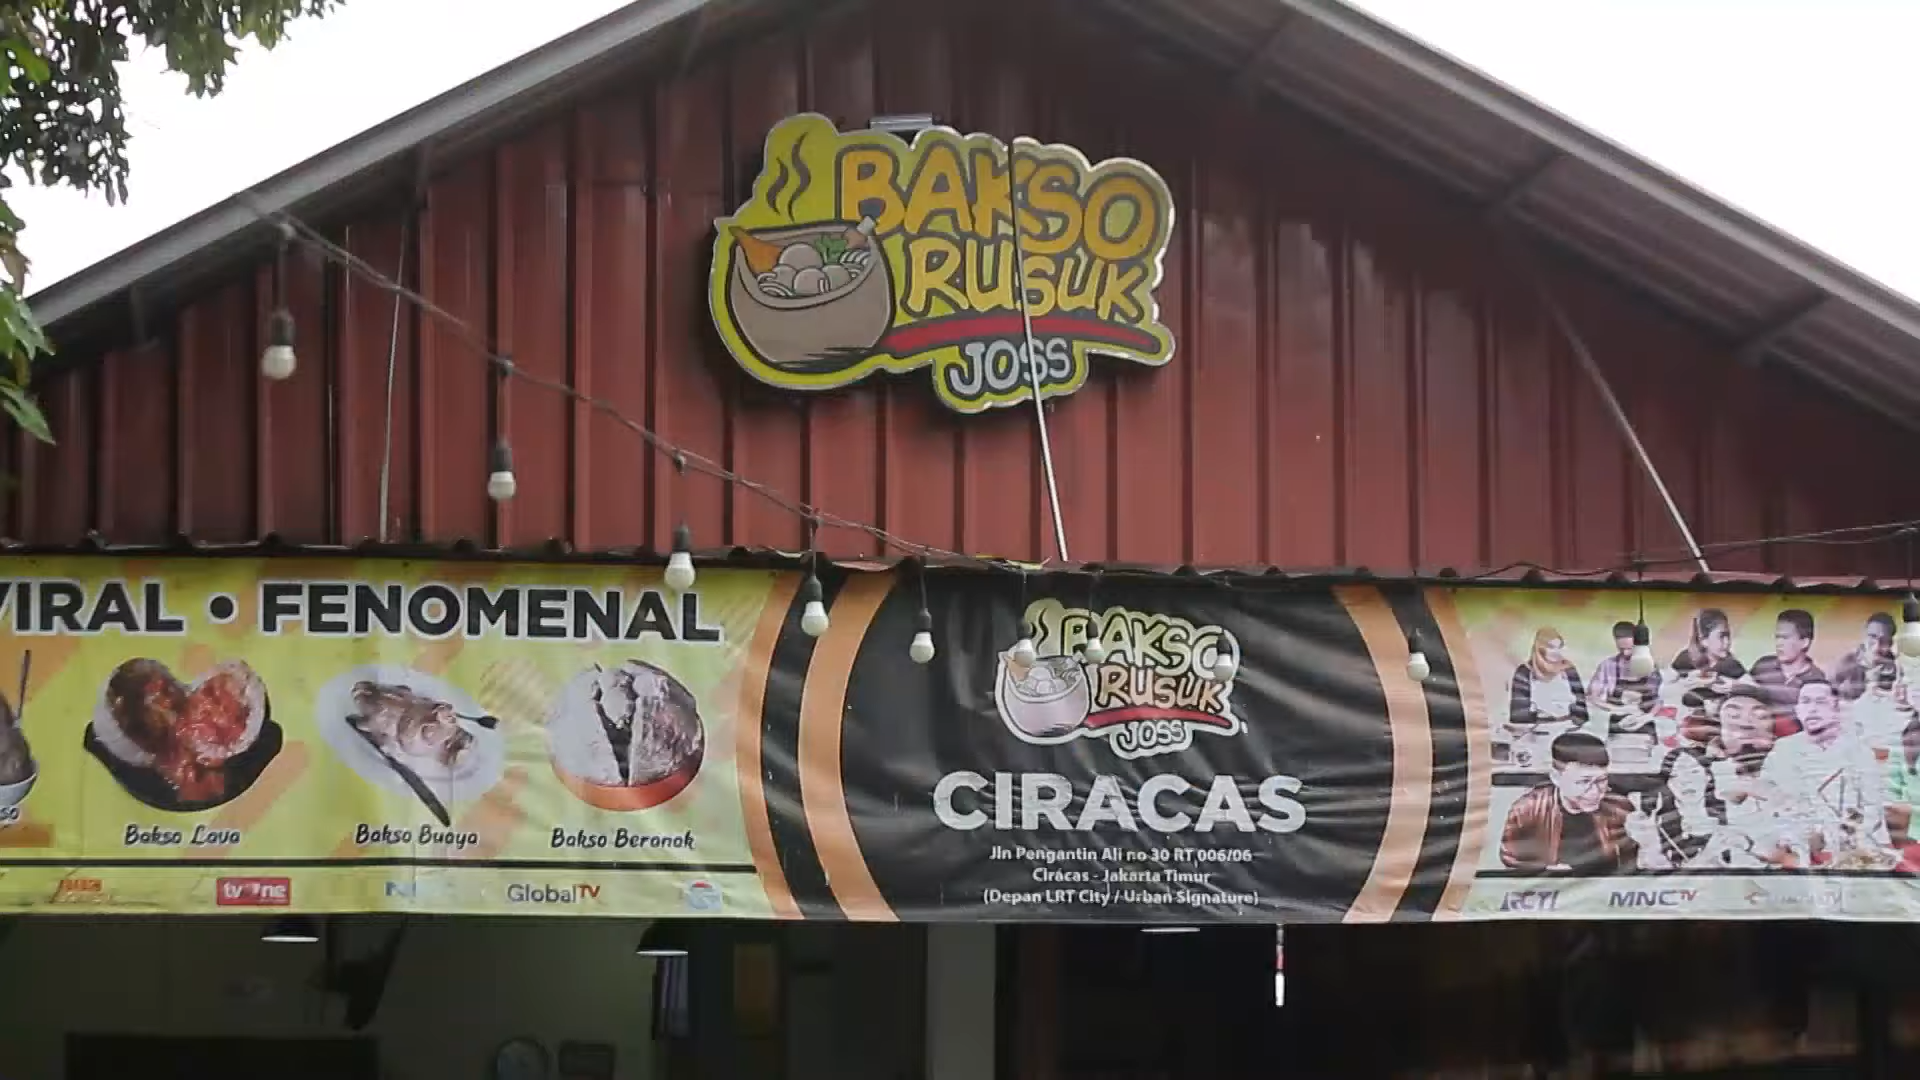 BAKSO
RUSUK
JOSS
VIRAL • FENOMENAL
Bakso Lava
Bakso Buaya
Bakso Beranak
tvOne
GlobalTV
BAKSO
RUSUK
JOSS
CIRACAS
Jln Pengantin Ali no 30 RT,006/06
Ciracas - Jakarta Timur
(Depan LRT City / Urban Signature)
RCTI
MNCTV